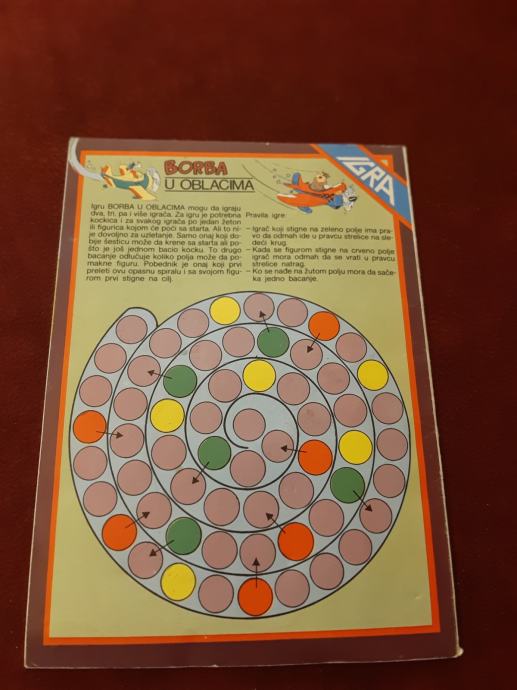 IGRA
BORBA
U OBLACIMA
Igru BORBA U OBLACIMA mogu da igraju
dva, tri, pa i više igrača. Za igru je potrebna
kockica i za svakog igrača po jedan žeton
ili figurica kojom će poći sa starta. Ali to ni-
je dovoljno za uzletanje. Samo onaj koji do-
bije šesticu može da krene sa starta ali po-
što je još jednom bacio kocku. To drugo
bacanje odlučuje koliko polja može da po-
makne figuru. Pobednik je onaj koji prvi
preleti ovu opasnu spiralu i sa svojom figu-
rom prvi stigne na cilj.
Pravila igre:
– Igrač koji stigne na zeleno polje ima pra-
vo da odmah ide u pravcu strelice na sle-
deći krug.
– Kada se figurom stigne na crveno polje
igrač mora odmah da se vrati u pravcu
strelice natrag.
– Ko se nađe na žutom polju mora da sače-
ka jedno bacanje.